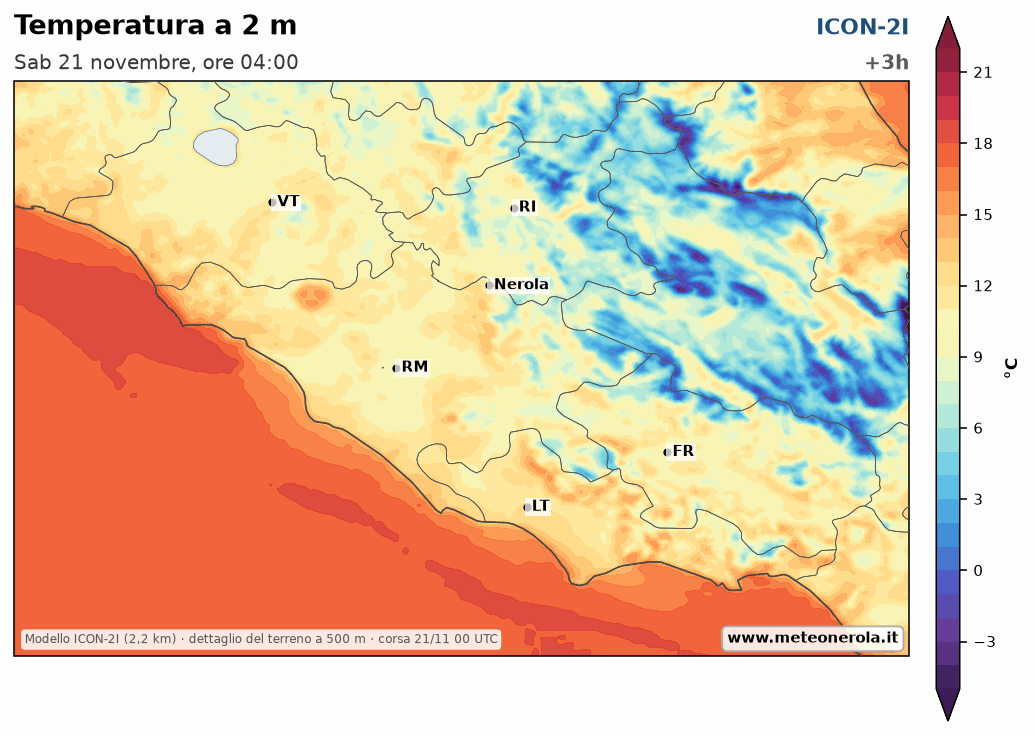 Temperatura a 2 m
ICON-2I
Sab 21 novembre, ore 04:00
+3h
21
18
15
12
9
6
3
0
−3
°C
VT
RI
Nerola
RM
FR
LT
Modello ICON-2I (2,2 km) · dettaglio del terreno a 500 m · corsa 21/11 00 UTC
www.meteonerola.it